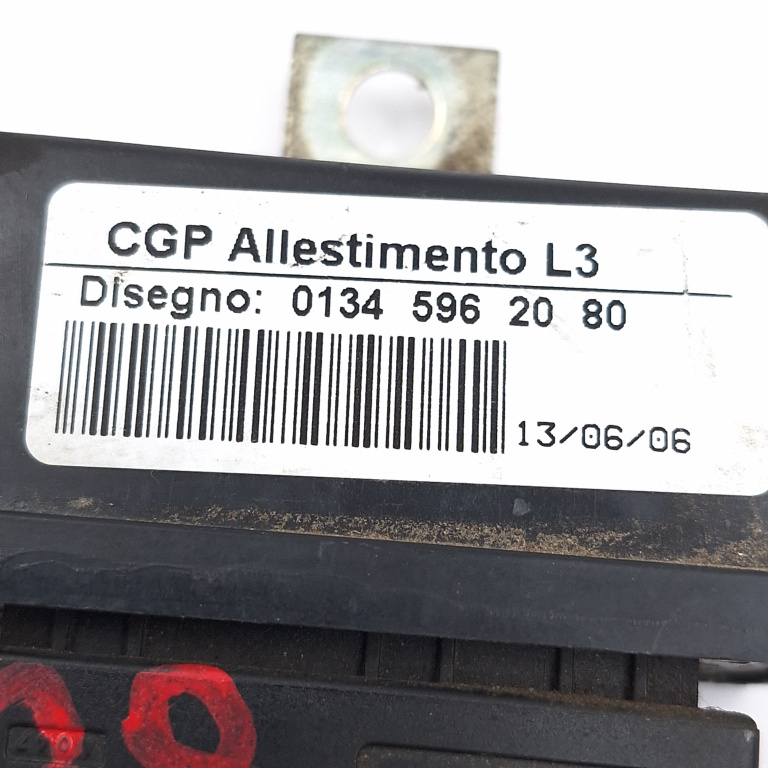 CGP Allestimento L3
Disegno: 0134 596 20 80
13/06/06